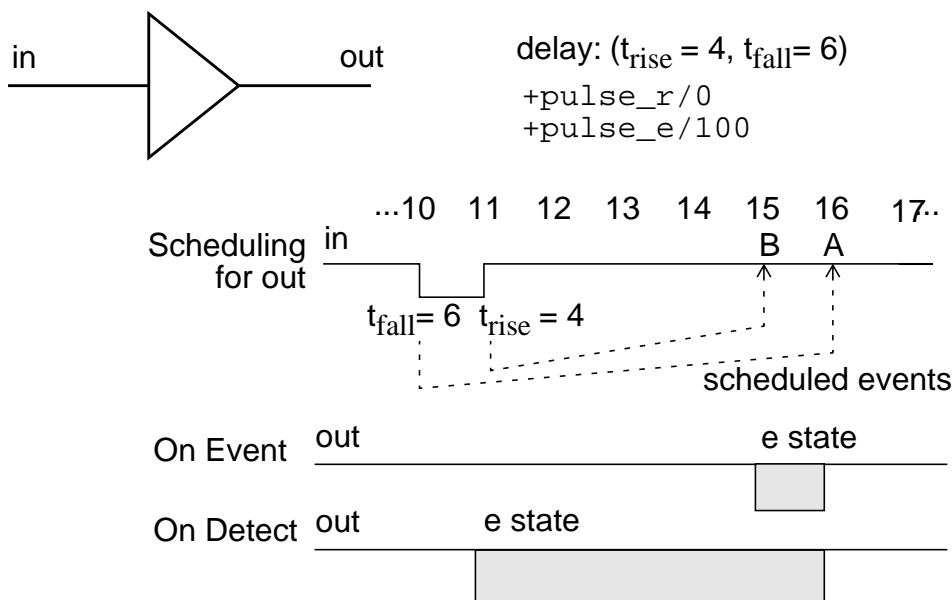 in
out
delay: (trise = 4, tfall= 6)
+pulse_r/0
+pulse_e/100
...10 11 12 13 14 15 16 17...
Scheduling
for out
in
B
A
tfall= 6 trise = 4
scheduled events
On Event
out
e state
On Detect
out
e state